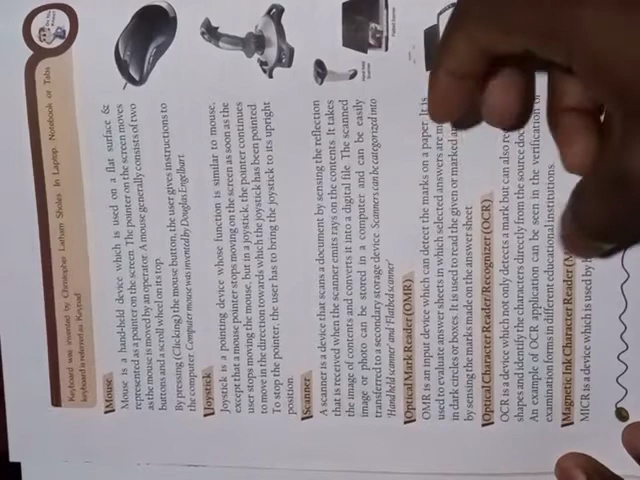 Keyboard was invented by Christopher Latham Sholes. In Laptop, Notebook or Tabs
keyboard is referred as Keypad
Do You Know?
Mouse
Mouse is a hand-held device which is used on a flat surface &
represented as a pointer on the screen. The pointer on the screen moves
as the mouse is moved by an operator. A mouse generally consists of two
buttons and a scroll wheel on its top.
By pressing (Clicking) the mouse button, the user gives instructions to
the computer. Computer mouse was invented by Douglas Engelbart.
Joystick
Joystick is a pointing device whose function is similar to mouse,
except that a mouse pointer stops moving on the screen as soon as the
user stops moving the mouse, but in a joystick, the pointer continues
to move in the direction towards which the joystick has been pointed
To stop the pointer, the user has to bring the joystick to its upright
position.
Scanner
A scanner is a device that scans a document by sensing the reflection
that is received when the scanner emits rays on the contents. It takes
the image of contents and converts it into a digital file. The scanned
image or photo can be stored in a computer and can be easily
transferred to a secondary storage device. Scanners can be categorized into
'Hand held scanner' and 'Flatbed scanner'
Optical Mark Reader (OMR)
OMR is an input device which can detect the marks on a paper. It is
used to evaluate answer sheets in which selected answers are
in dark circles or boxes. It is used to read the given or marked
by sensing the marks made on the answer sheet
Optical Character Reader/Recognizer (OCR)
OCR is a device which not only detects a mark but can also
shapes and identify the characters directly from the source
An example of OCR application can be seen in the verification of
examination forms in different educational institutions.
Magnetic Ink Character Reader
MICR is a device which is used by